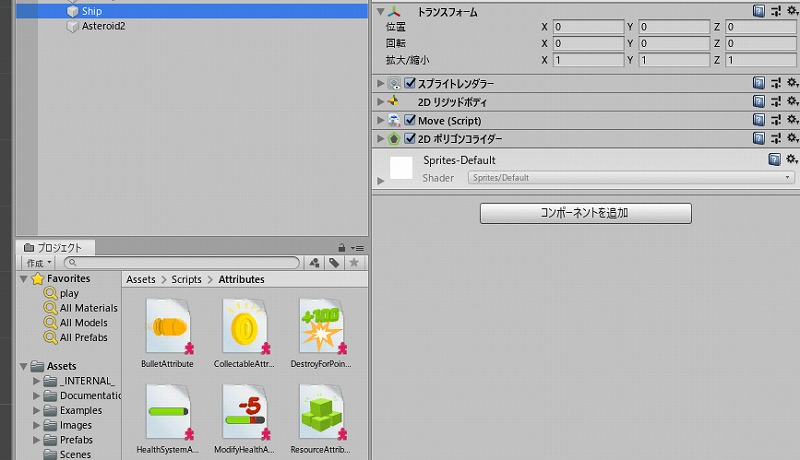 Ship
Asteroid2
プロジェクト
作成
Favorites
play
All Materials
All Models
All Prefabs
Assets
_INTERNAL_
Documentatic
Examples
Images
Prefabs
Scenes
Assets > Scripts > Attributes
BulletAttribute
CollectableAttr...
DestroyForPoin...
HealthSystemA...
ModifyHealthA...
ResourceAttrib...
+100
-5
トランスフォーム
位置 X 0 Y 0 Z 0
回転 X 0 Y 0 Z 0
拡大/縮小 X 1 Y 1 Z 1
スプライトレンダラー
2D リジッドボディ
Move (Script)
2D ポリゴンコライダー
Sprites-Default
Shader Sprites/Default
コンポーネントを追加